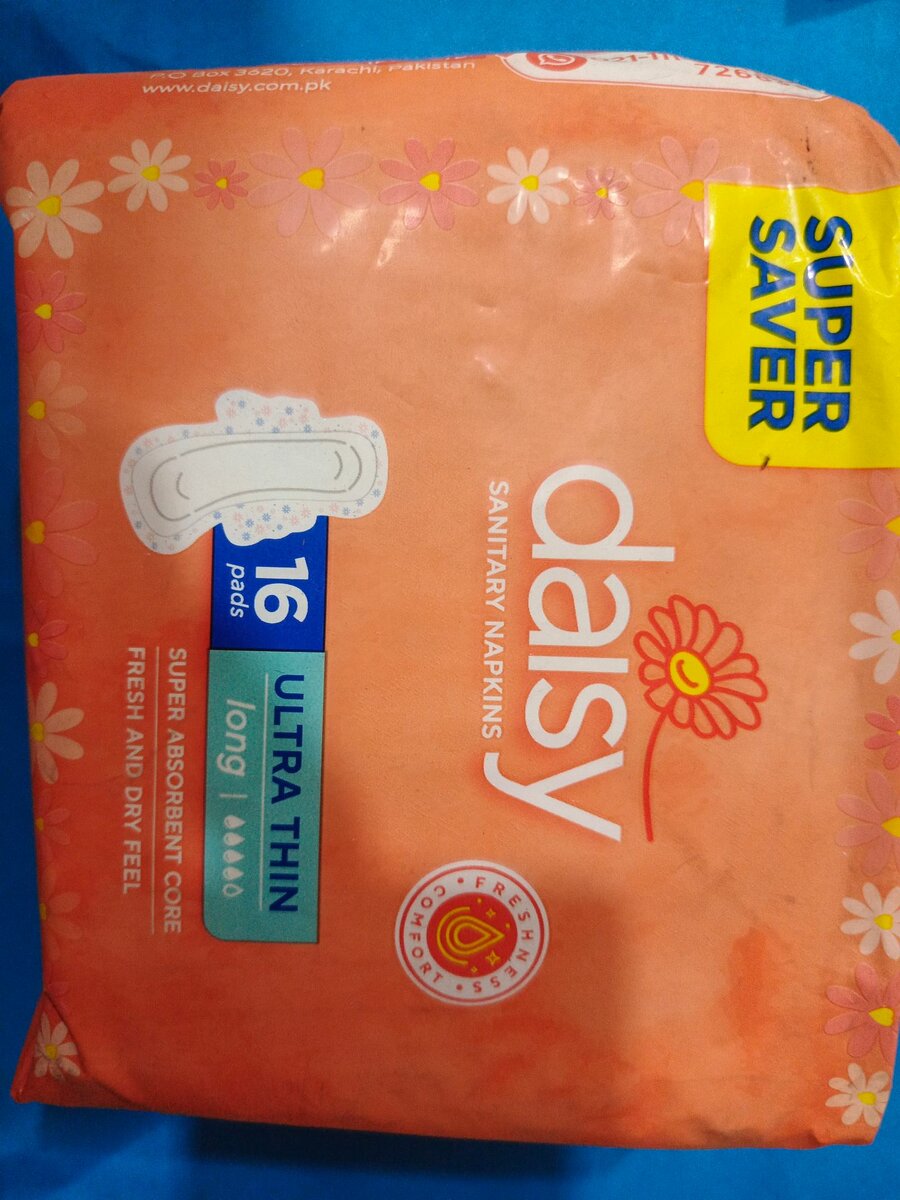 P.O Box 3620, Karachi, Pakistan
www.daisy.com.pk
SUPER
SAVER
daisy
SANITARY NAPKINS
FRESHNESS
COMFORT
16
pads
ULTRA THIN
long
SUPER ABSORBENT CORE
FRESH AND DRY FEEL